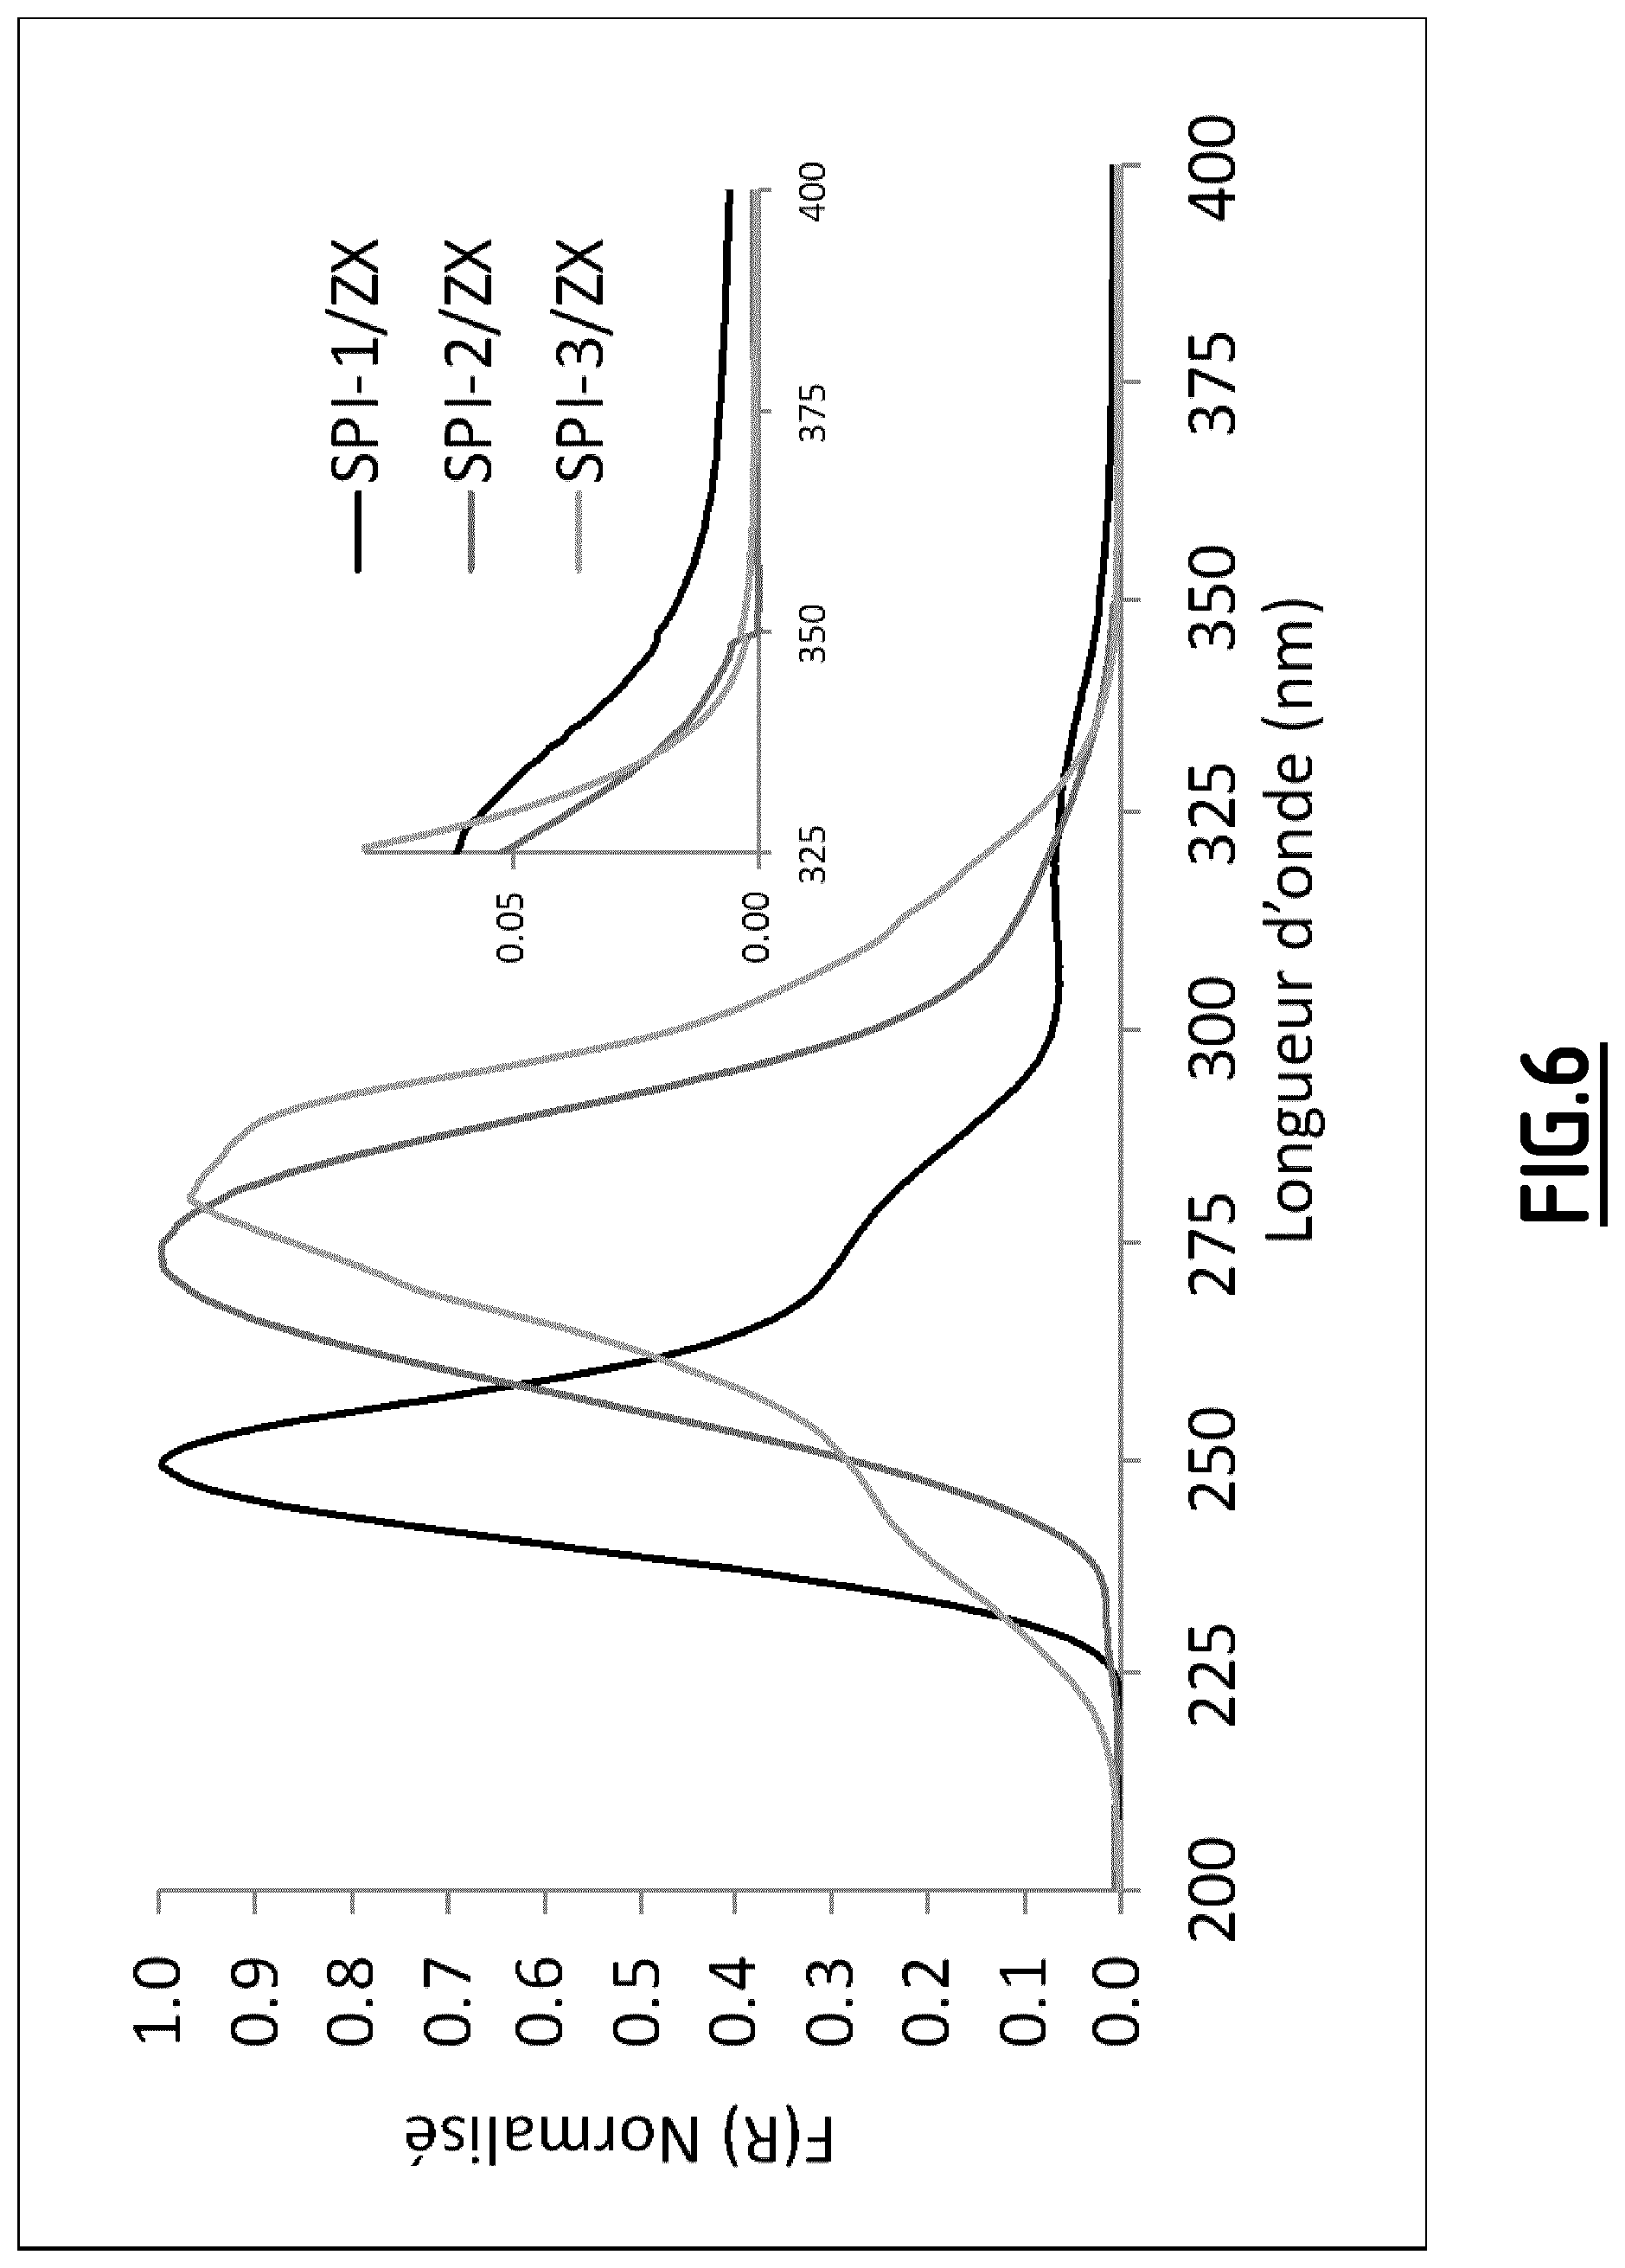 F(R) Normalisé
1.0
0.9
0.8
0.7
0.6
0.5
0.4
0.3
0.2
0.1
0.0
SPI-1/ZX
SPI-2/ZX
SPI-3/ZX
0.05
0.00
325 350 375 400
200 225 250 275 300 325 350 375 400
Longueur d'onde (nm)
FIG.6